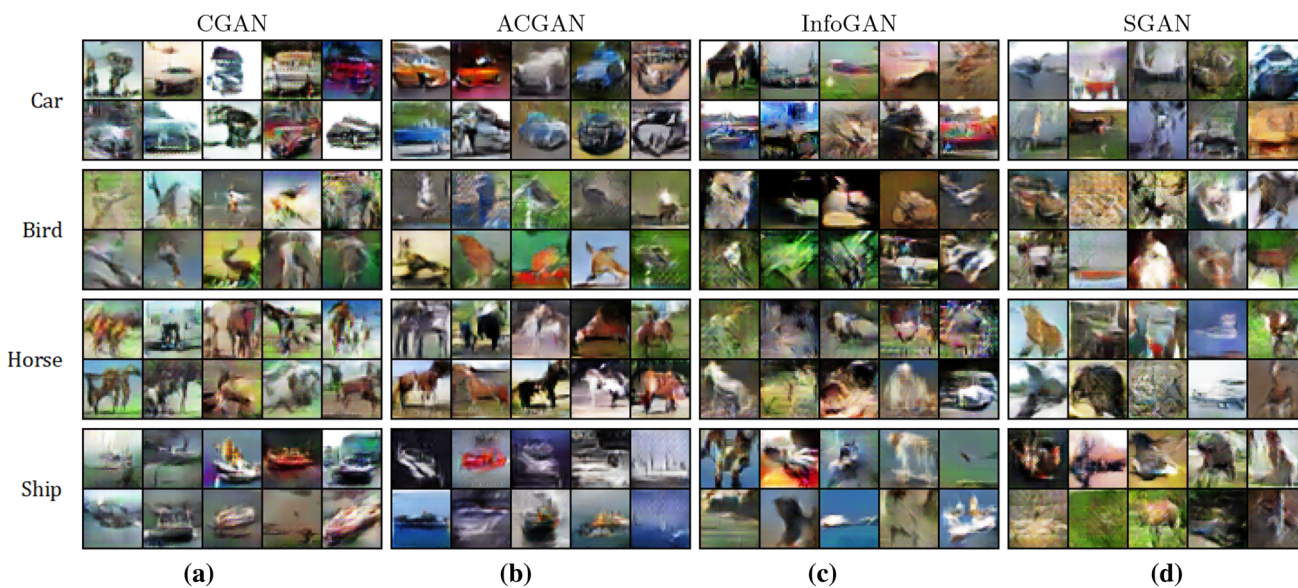 CGAN ACGAN InfoGAN SGAN
Car
Bird
Horse
Ship
(a) (b) (c) (d)